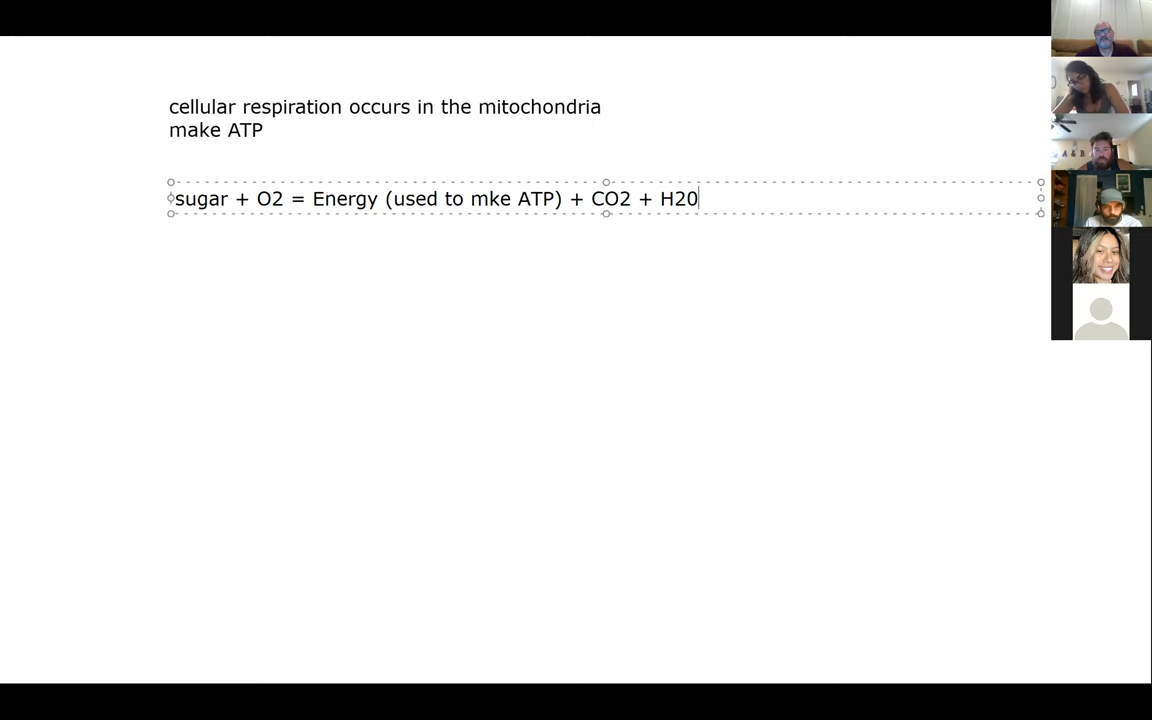 cellular respiration occurs in the mitochondria
make ATP
sugar + O2 = Energy (used to mke ATP) + CO2 + H20